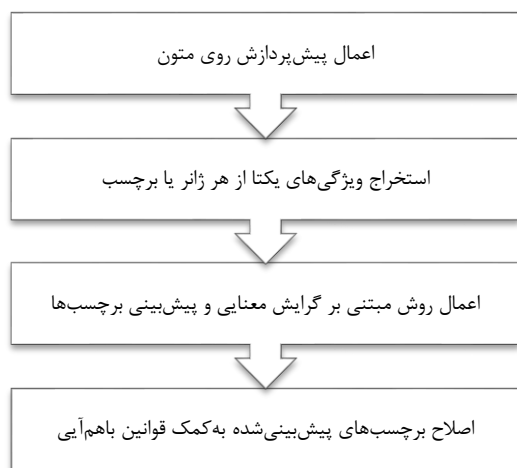 اعمال پیش‌پردازش روی متون
استخراج ویژگی‌های یکتا از هر ژانر یا برچسب
اعمال روش مبتنی بر گرایش معنایی و پیش‌بینی برچسب‌ها
اصلاح برچسب‌های پیش‌بینی‌شده به‌کمک قوانین باهم‌آیی